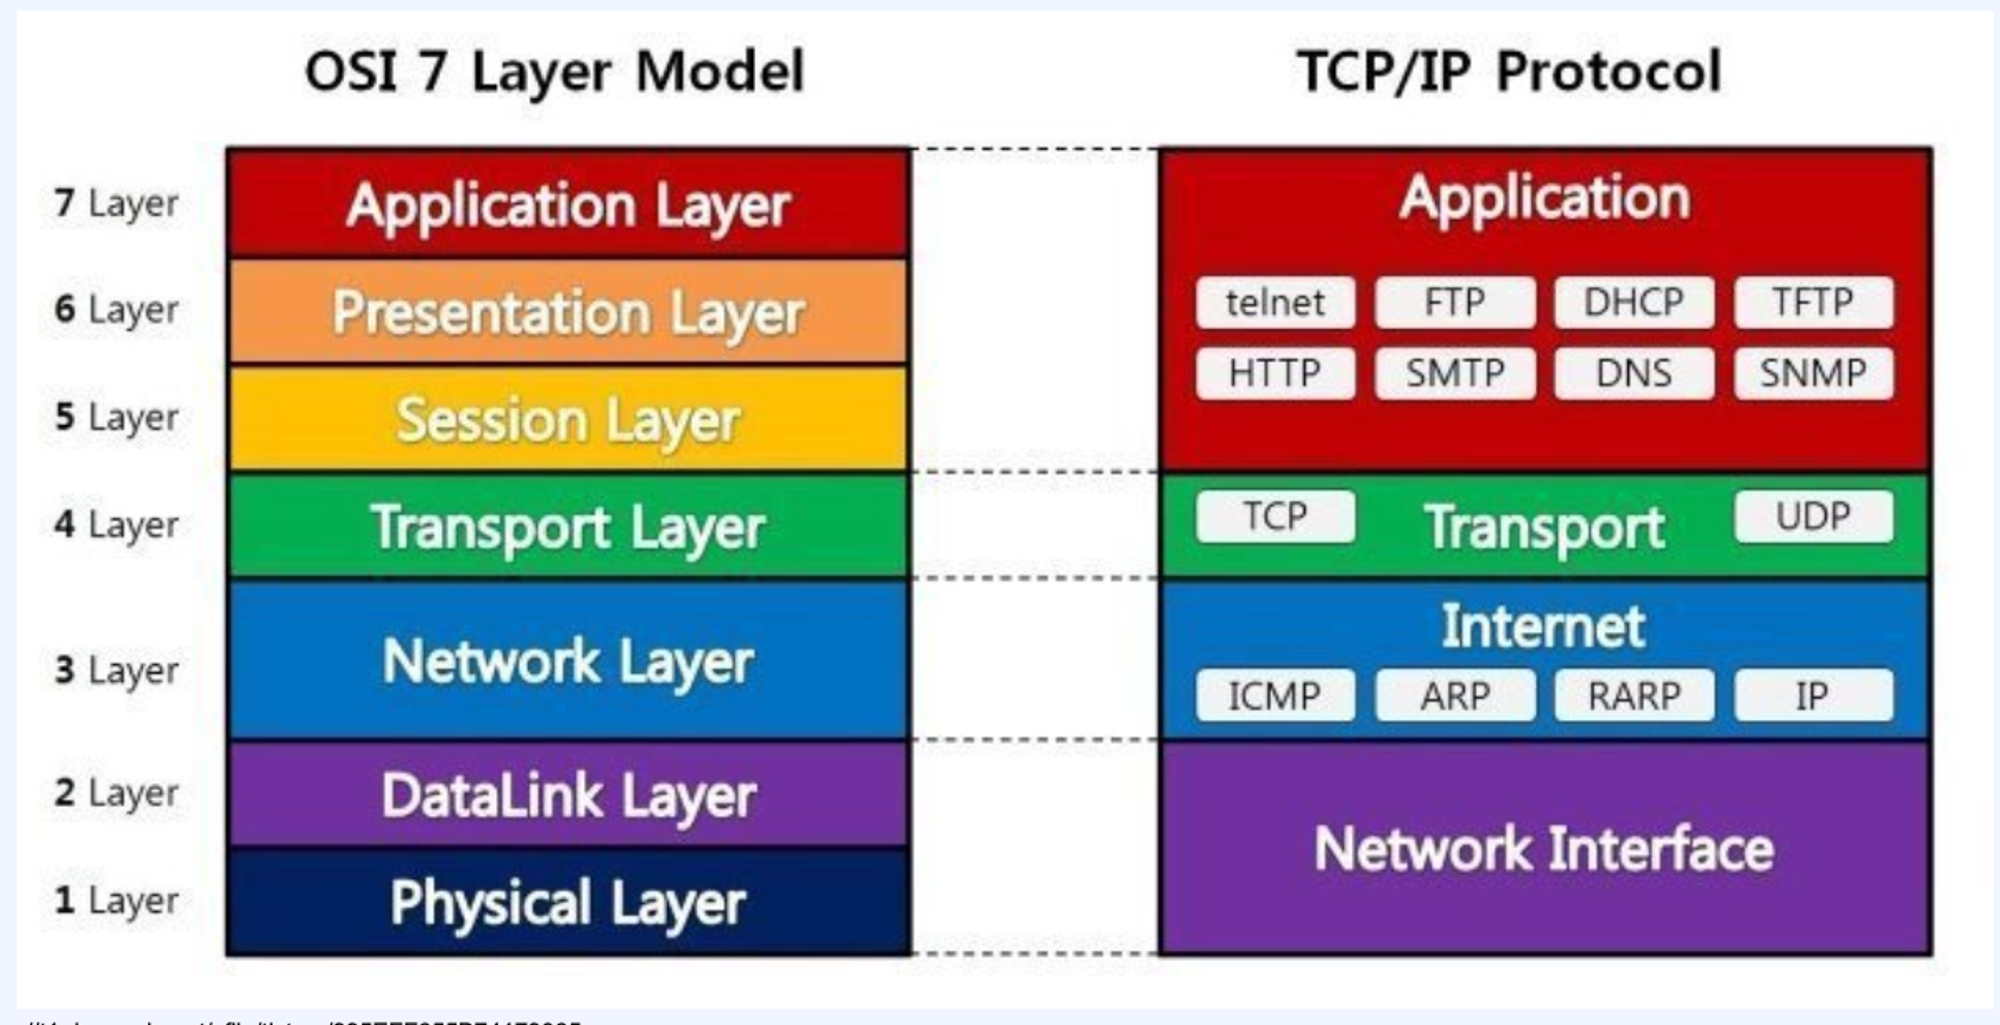 OSI 7 Layer Model
7 Layer Application Layer
6 Layer Presentation Layer
5 Layer Session Layer
4 Layer Transport Layer
3 Layer Network Layer
2 Layer DataLink Layer
1 Layer Physical Layer
TCP/IP Protocol
Application
telnet FTP DHCP TFTP
HTTP SMTP DNS SNMP
TCP Transport UDP
Internet
ICMP ARP RARP IP
Network Interface